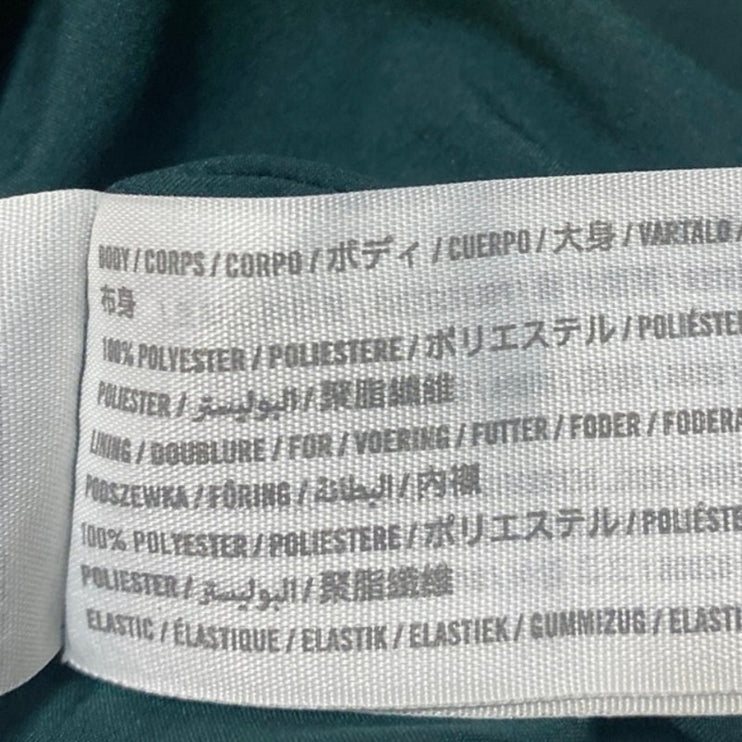 BODY / CORPS / CORPO / ボディ / CUERPO / 大身 / VARTALO /
布身
100% POLYESTER / POLIESTERE / ポリエステル / POLIÉSTE
POLIESTER / البوليستر / 聚脂纖維
LINING / DOUBLURE / FOR / VOERING / FUTTER / FODER / FODERA
PODSZEWKA / FÔRING / البطانة / 内襯
100% POLYESTER / POLIESTERE / ポリエステル / POLIÉSTE
POLIESTER / البوليستر / 聚脂纖維
ELASTIC / ÉLASTIQUE / ELASTIK / ELASTIEK / GUMMIZUG / ELASTI